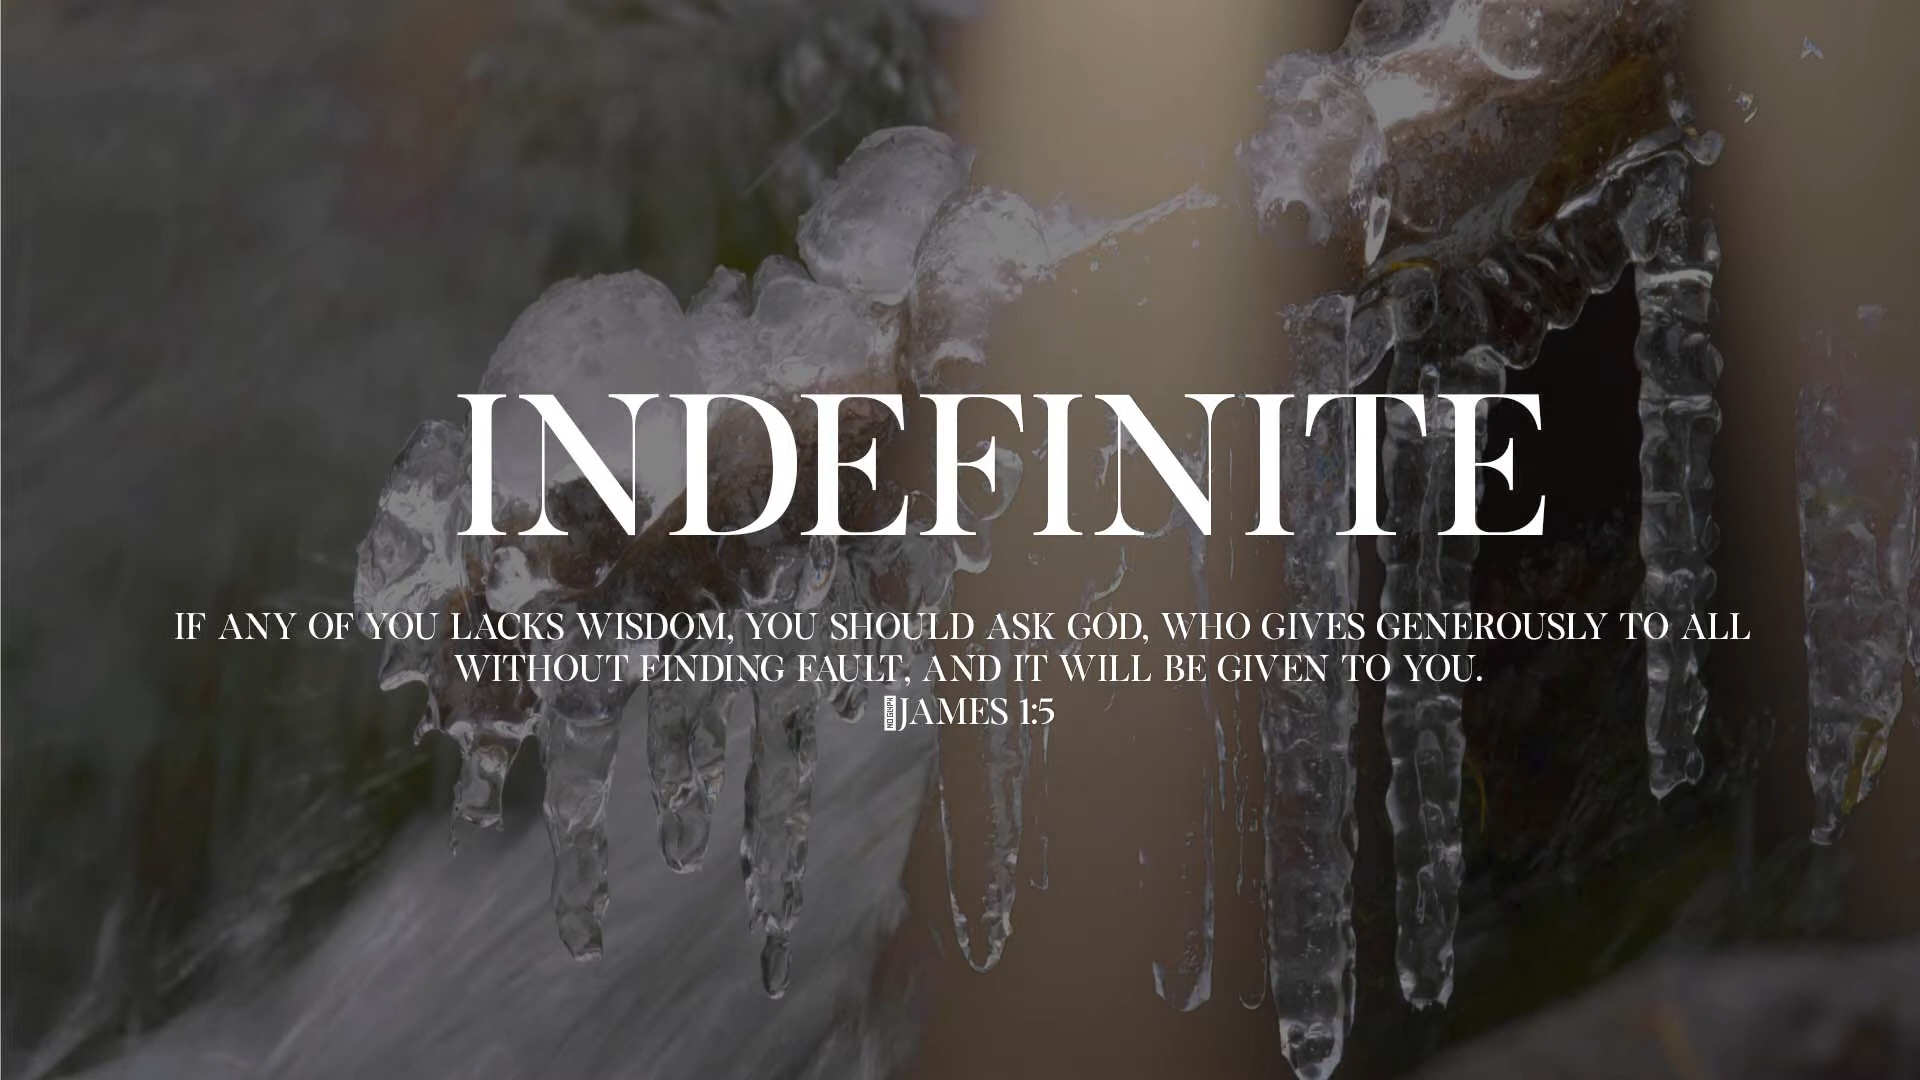 INDEFINITE
IF ANY OF YOU LACKS WISDOM, YOU SHOULD ASK GOD, WHO GIVES GENEROUSLY TO ALL
WITHOUT FINDING FAULT, AND IT WILL BE GIVEN TO YOU.
JAMES 1:5